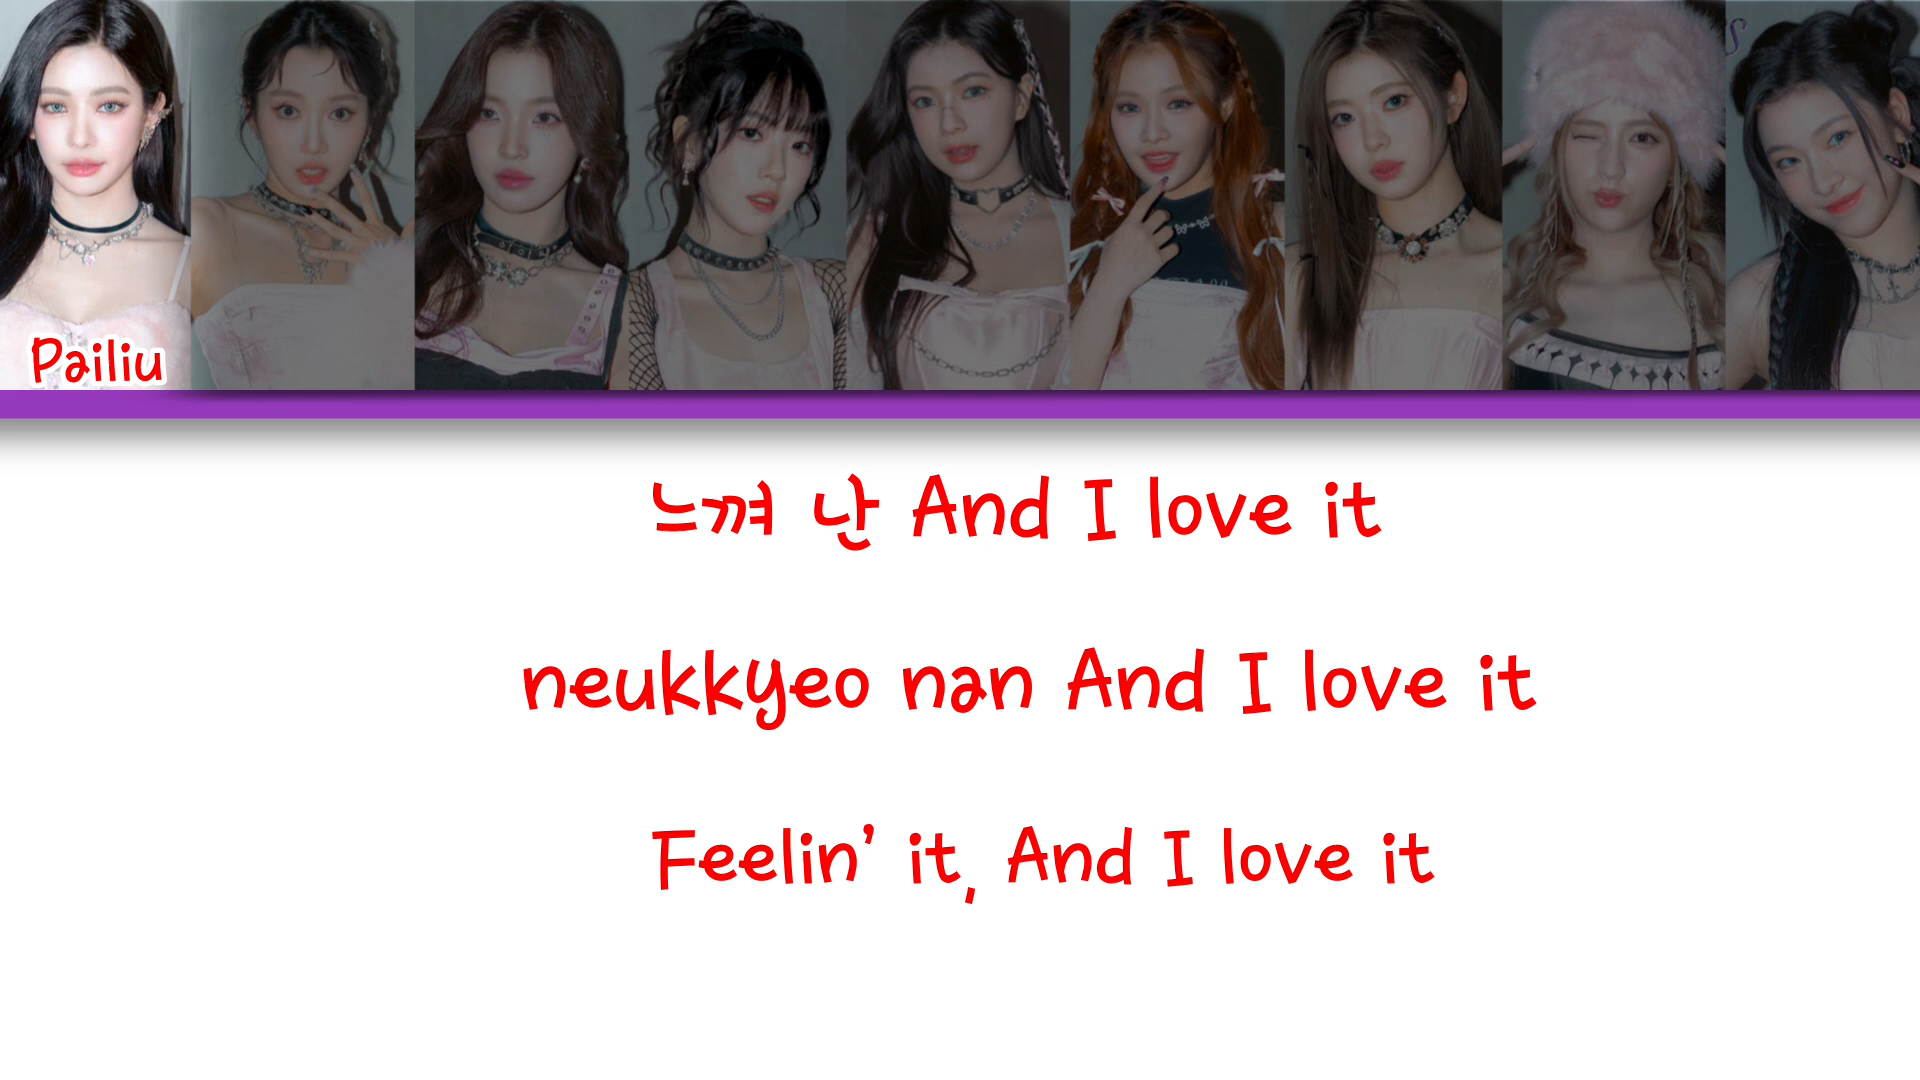 Pailiu
느껴 난 And I love it
neukkyeo nan And I love it
Feelin' it, And I love it